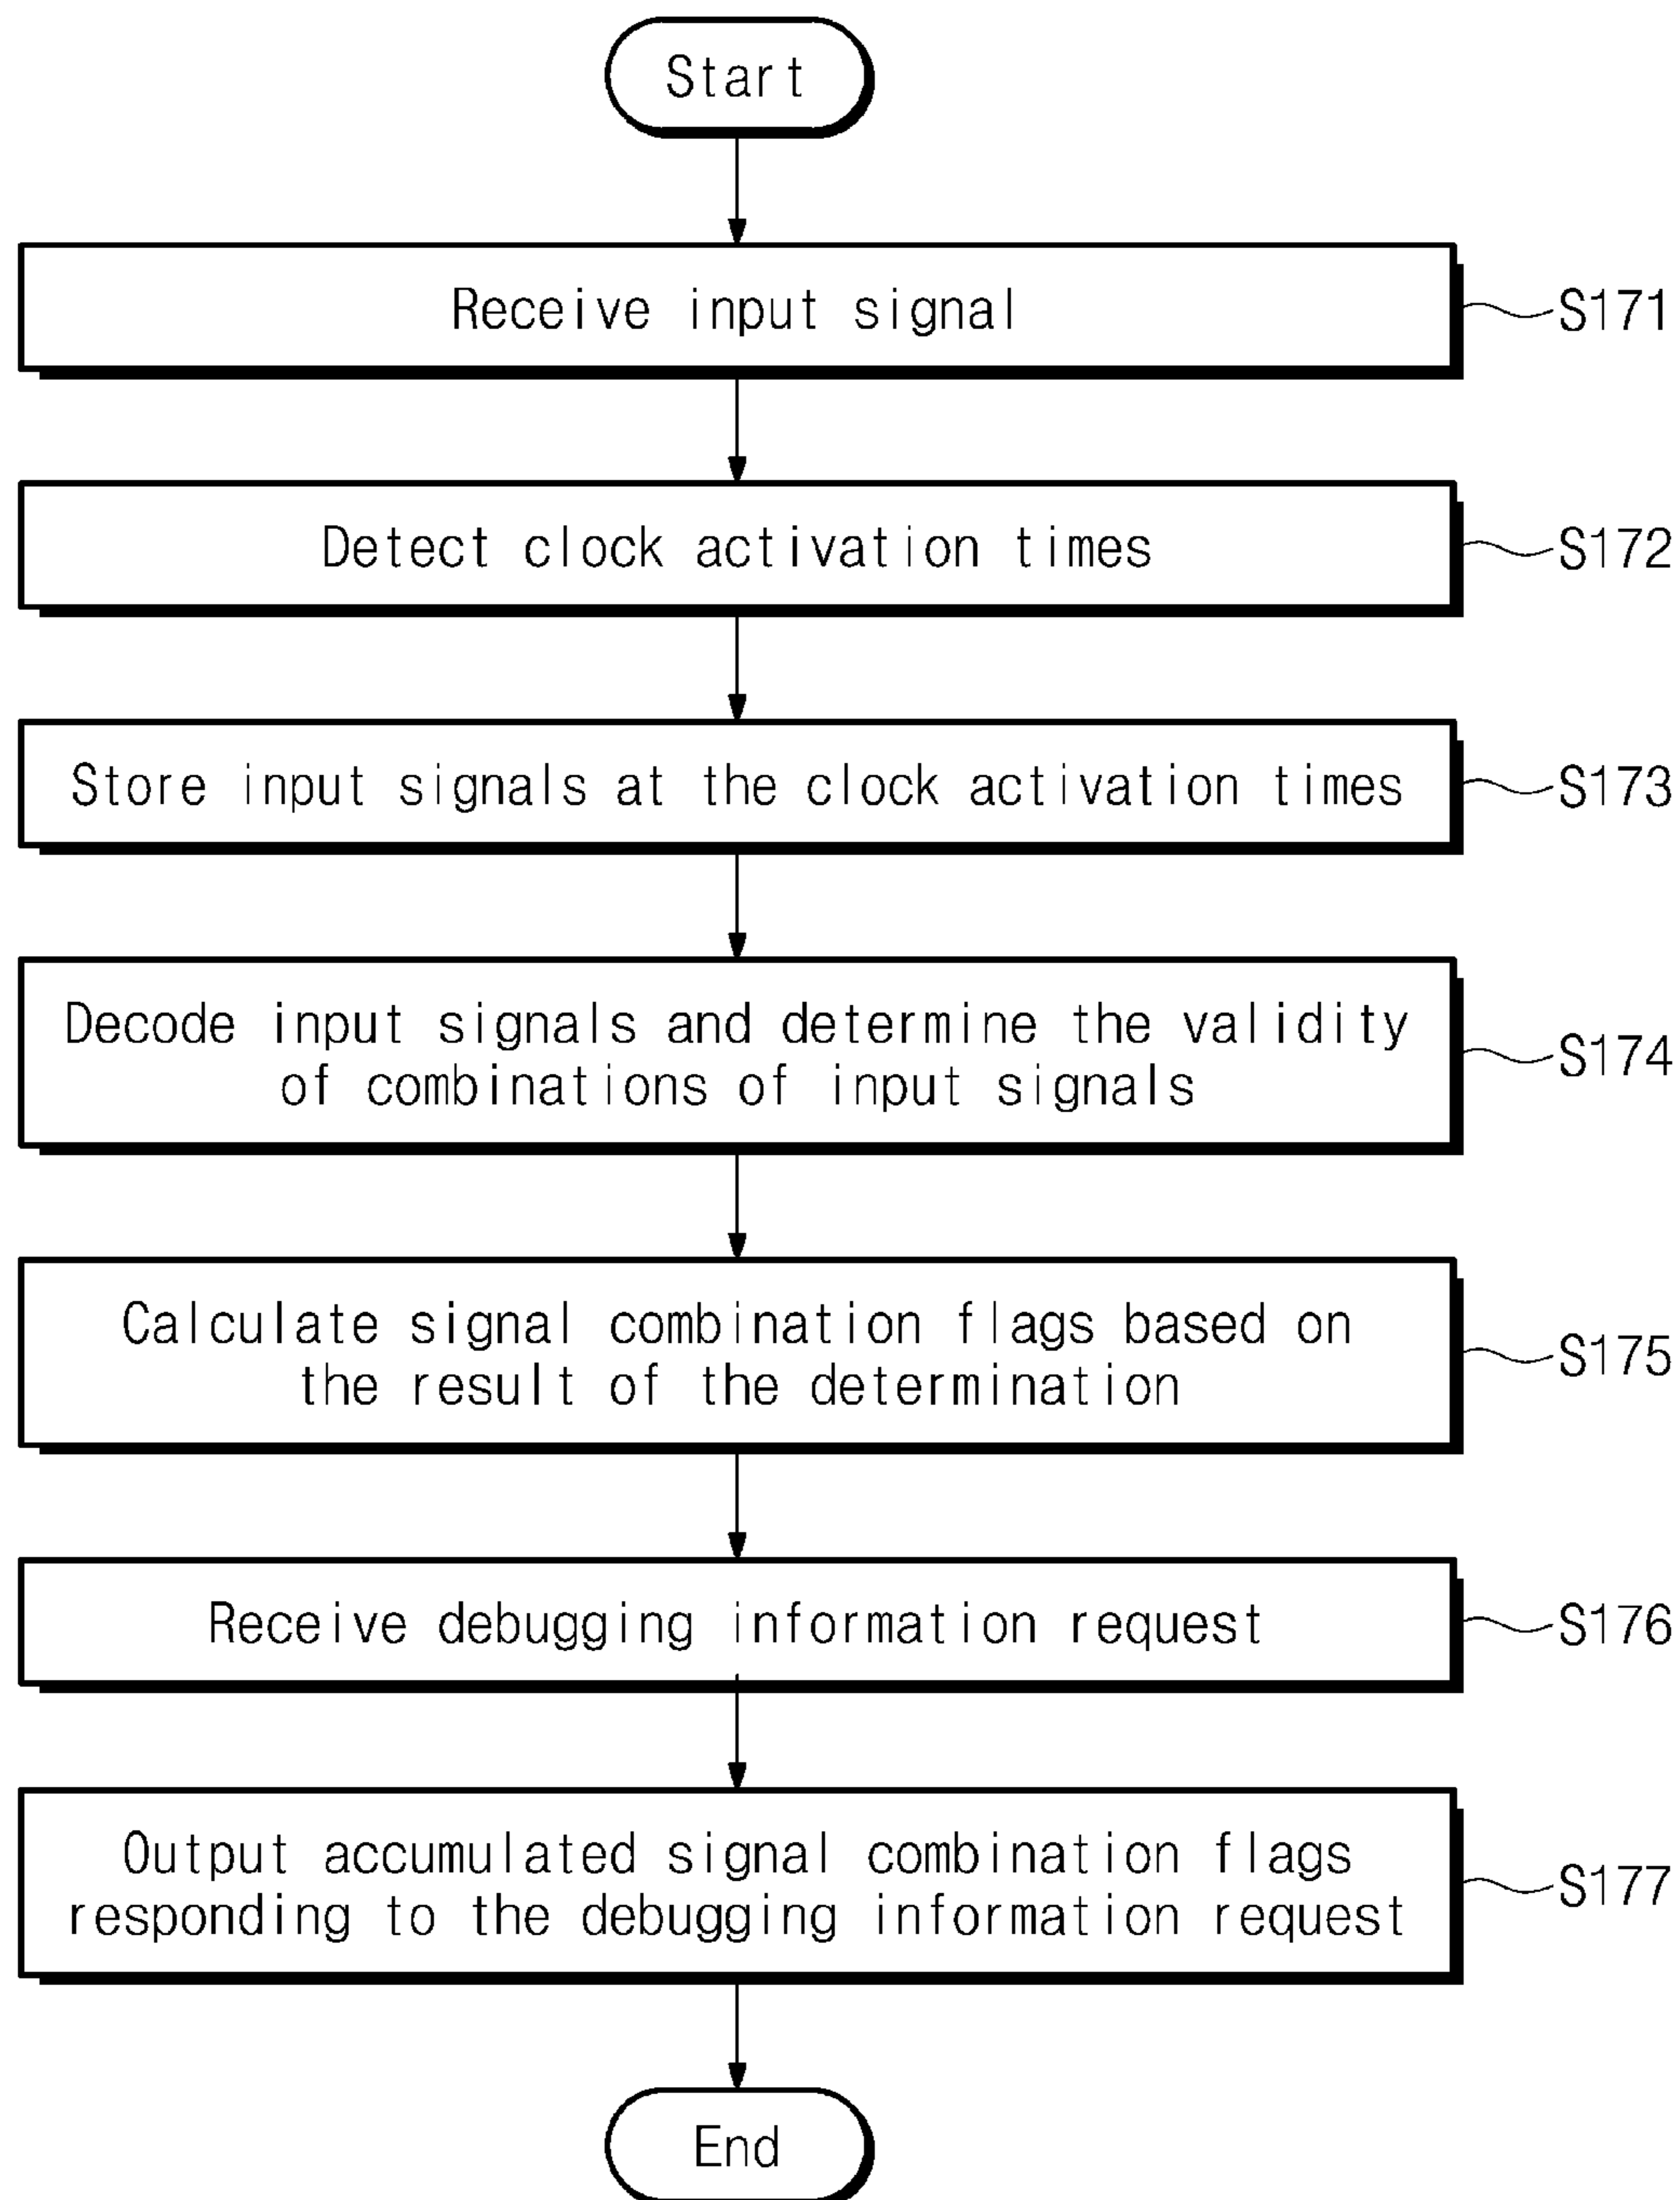 Start
Receive input signal
S171
Detect clock activation times
S172
Store input signals at the clock activation times
S173
Decode input signals and determine the validity
of combinations of input signals
S174
Calculate signal combination flags based on
the result of the determination
S175
Receive debugging information request
S176
Output accumulated signal combination flags
responding to the debugging information request
S177
End